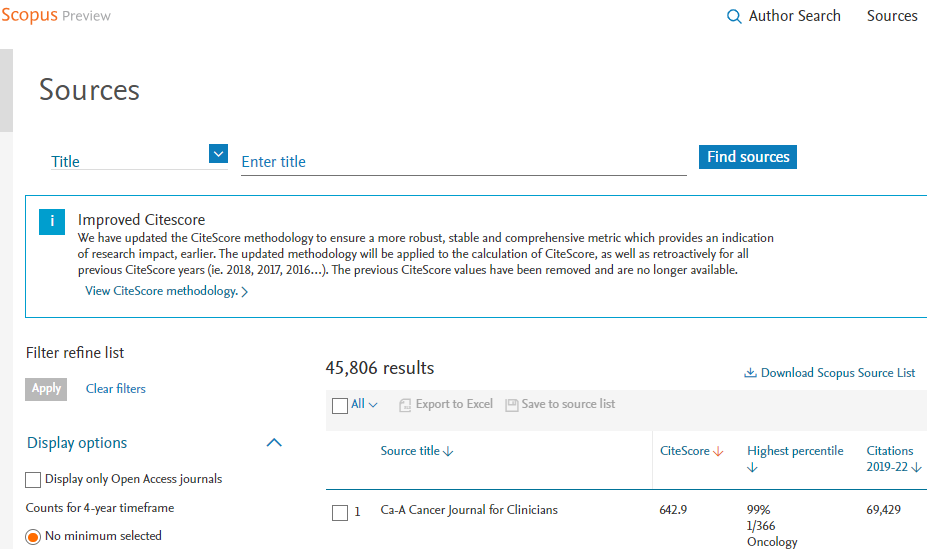 Scopus Preview
Author Search Sources
Sources
Title
Enter title
Find sources
i
Improved Citescore
We have updated the CiteScore methodology to ensure a more robust, stable and comprehensive metric which provides an indication
of research impact, earlier. The updated methodology will be applied to the calculation of CiteScore, as well as retroactively for all
previous CiteScore years (ie. 2018, 2017, 2016...). The previous CiteScore values have been removed and are no longer available.
View CiteScore methodology.
Filter refine list
Apply Clear filters
Display options
Display only Open Access journals
Counts for 4-year timeframe
No minimum selected
45,806 results
Download Scopus Source List
All Export to Excel Save to source list
Source title CiteScore Highest percentile Citations
2019-22
1 Ca-A Cancer Journal for Clinicians 642.9 99% 69,429
1/366
Oncology